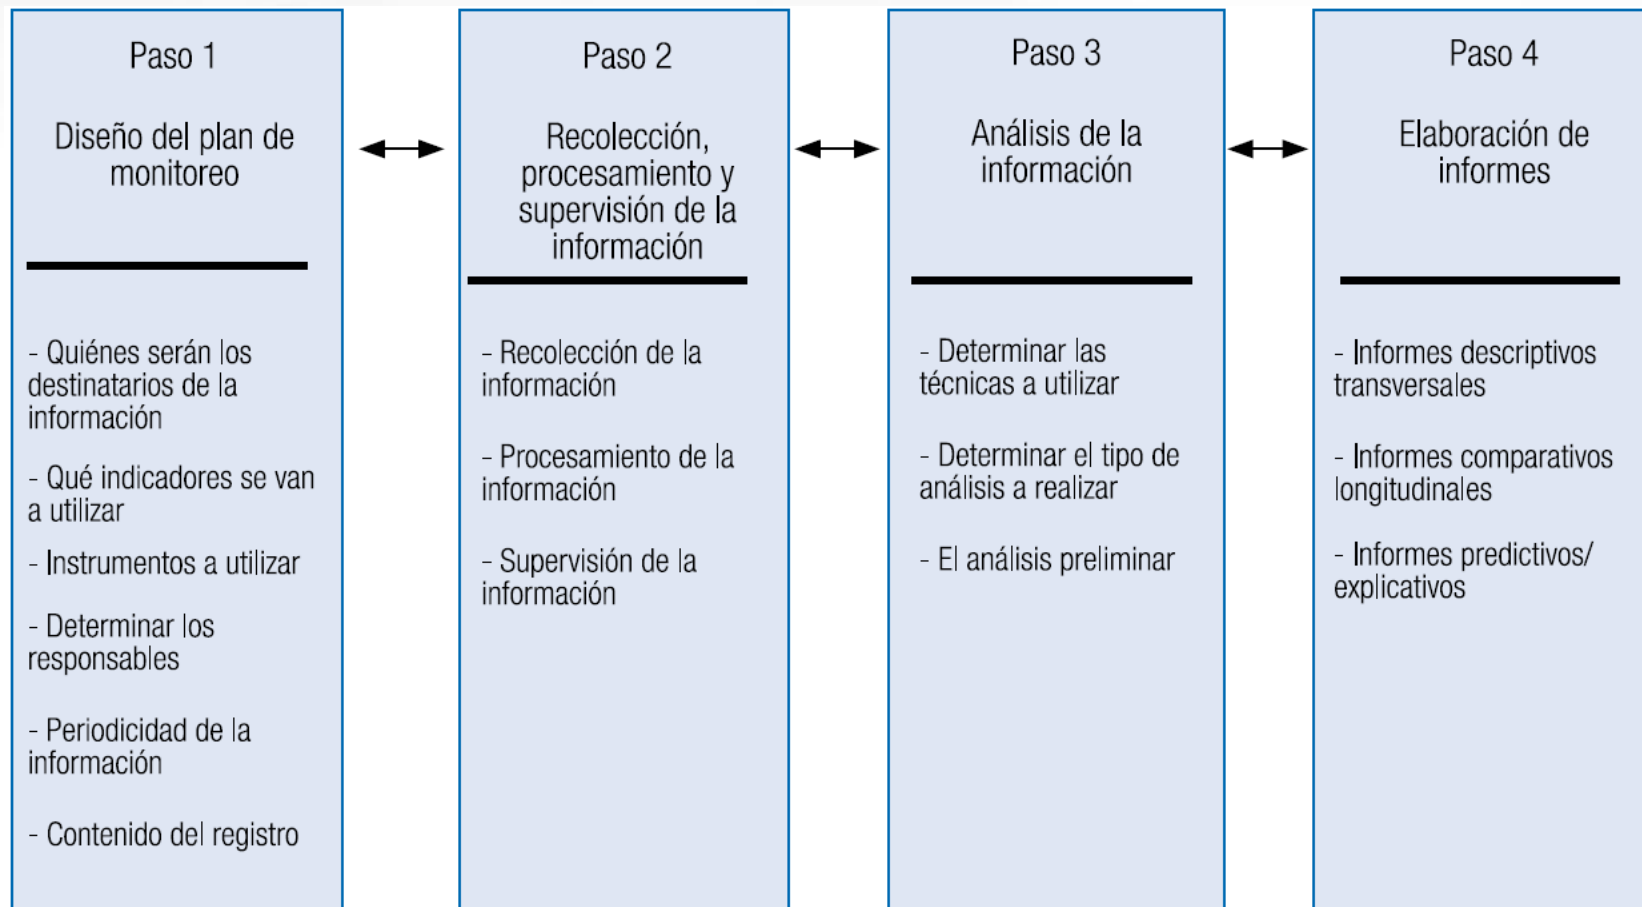 Paso 1
Diseño del plan de
monitoreo
- Quiénes serán los
destinatarios de la
información
- Qué indicadores se van
a utilizar
- Instrumentos a utilizar
- Determinar los
responsables
- Periodicidad de la
información
- Contenido del registro
Paso 2
Recolección,
procesamiento y
supervisión de la
información
- Recolección de la
información
- Procesamiento de la
información
- Supervisión de la
información
Paso 3
Análisis de la
información
- Determinar las
técnicas a utilizar
- Determinar el tipo de
análisis a realizar
- El análisis preliminar
Paso 4
Elaboración de
informes
- Informes descriptivos
transversales
- Informes comparativos
longitudinales
- Informes predictivos/
explicativos